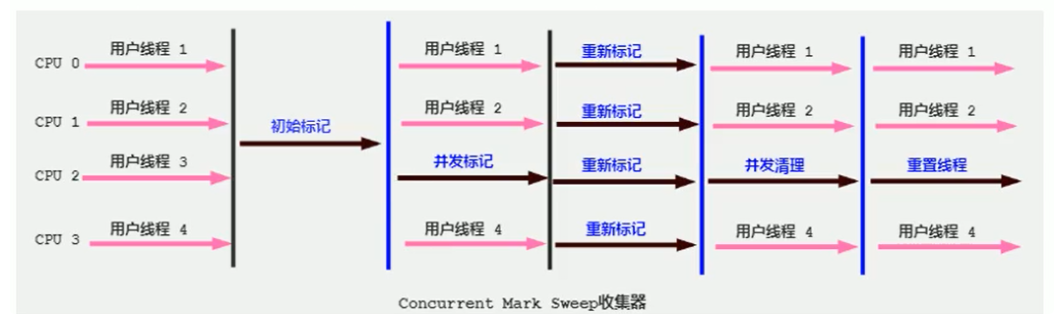 CPU 0 用户线程 1 用户线程 1 重新标记 用户线程 1 用户线程 1
CPU 1 用户线程 2 初始标记 用户线程 2 重新标记 用户线程 2 用户线程 2
CPU 2 用户线程 3 并发标记 重新标记 并发清理 重置线程
CPU 3 用户线程 4 用户线程 4 重新标记 用户线程 4 用户线程 4
Concurrent Mark Sweep收集器